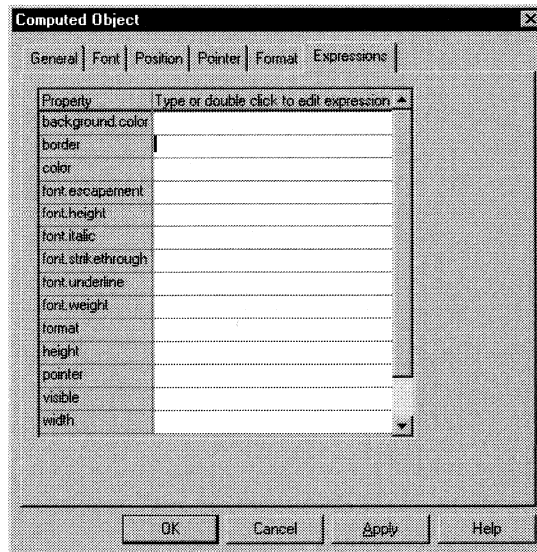 Computed Object
General Font Position Pointer Format Expressions
Property Type or double click to edit expression
background.color
border
color
font.escapement
font.height
font.italic
font.strikethrough
font.underline
font.weight
format
height
pointer
visible
width
OK Cancel Apply Help